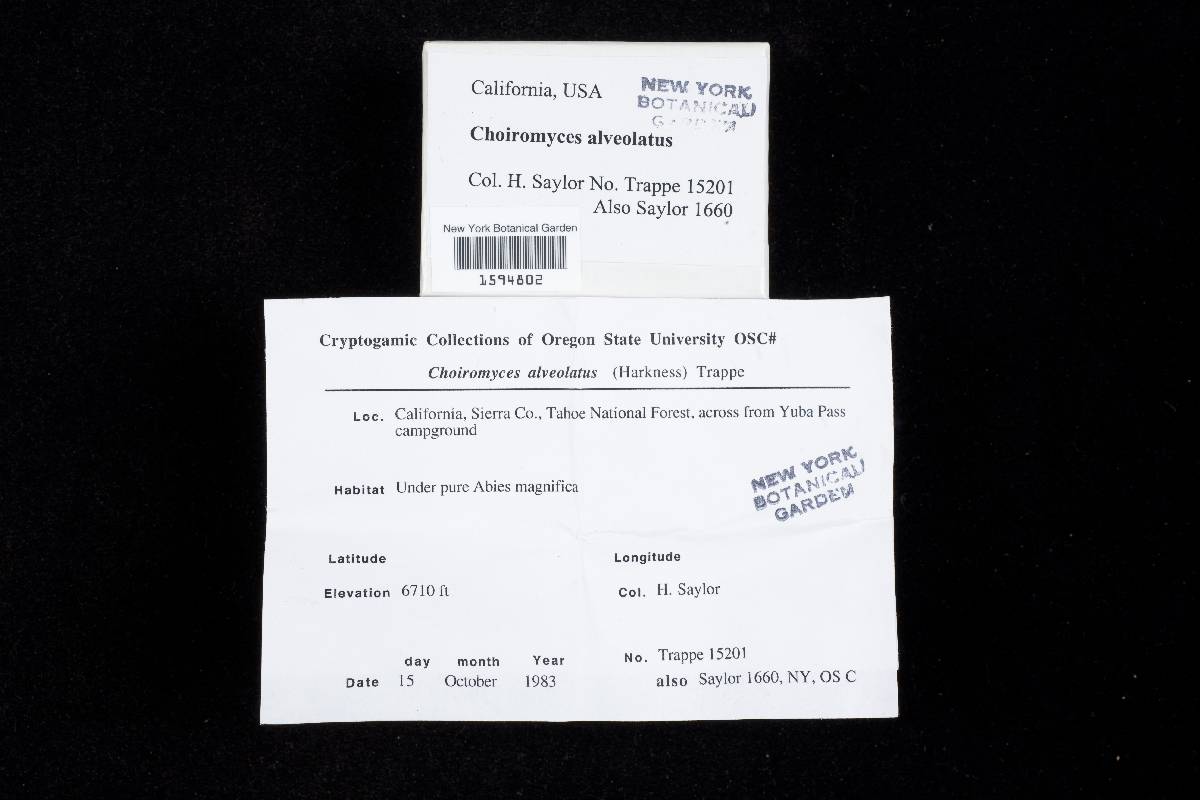 California, USA
NEW YORK
BOTANICAL
GARDEN
Choiromyces alveolatus
Col. H. Saylor No. Trappe 15201
Also Saylor 1660
New York Botanical Garden
1594802
Cryptogamic Collections of Oregon State University OSC#
Choiromyces alveolatus (Harkness) Trappe
Loc. California, Sierra Co., Tahoe National Forest, across from Yuba Pass
campground
Habitat Under pure Abies magnifica
NEW YORK
BOTANICAL
GARDEN
Latitude
Longitude
Elevation 6710 ft
Col. H. Saylor
day month Year
Date 15 October 1983
No. Trappe 15201
also Saylor 1660, NY, OS C